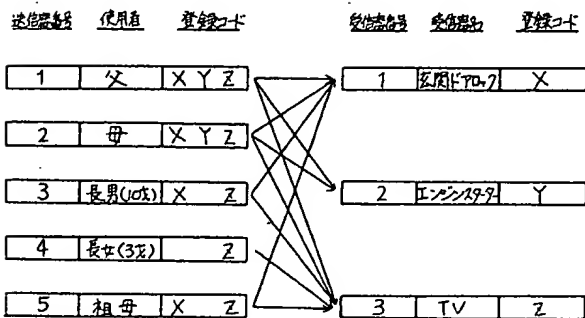 送信器番号 使用者 登録コード 受信器番号 受信器名 登録コード
1 父 X Y Z 1 玄関ドアロック X
2 母 X Y Z
3 長男(10才) X Z 2 エンジンスターター Y
4 長女(3才) Z
5 祖母 X Z 3 TV Z